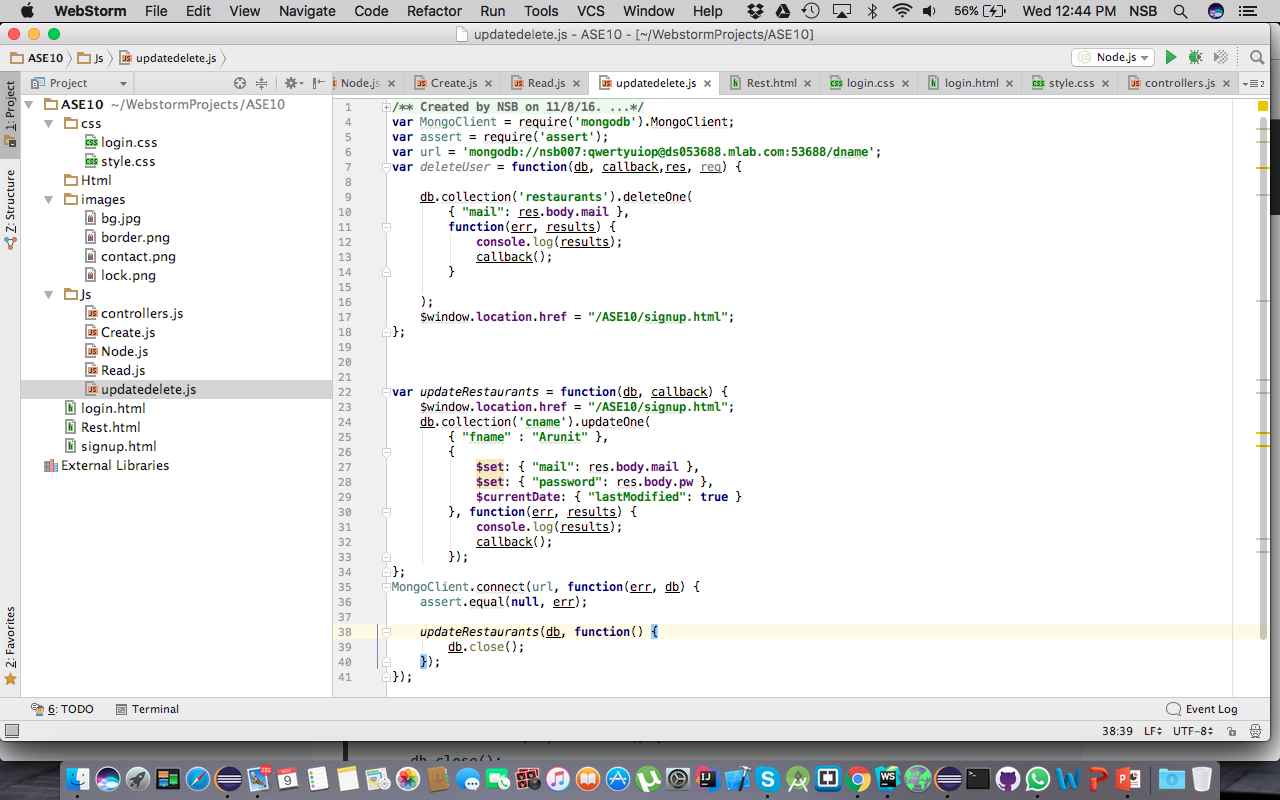 WebStorm File Edit View Navigate Code Refactor Run Tools VCS Window Help 56% Wed 12:44 PM NSB
updatedelete.js - ASE10 - [~/WebstormProjects/ASE10]
ASE10 Js updatedelete.js Node.js
Project Node.js Create.js Read.js updatedelete.js Rest.html login.css login.html style.css controllers.js 2
1: Project
Z: Structure
2: Favorites
ASE10 ~/WebstormProjects/ASE10
css
login.css
style.css
Html
images
bg.jpg
border.png
contact.png
lock.png
Js
controllers.js
Create.js
Node.js
Read.js
updatedelete.js
login.html
Rest.html
signup.html
External Libraries
1 /** Created by NSB on 11/8/16. ...*/
4 var MongoClient = require('mongodb').MongoClient;
5 var assert = require('assert');
6 var url = 'mongodb://nsb007:qwertyuiop@ds053688.mlab.com:53688/dname';
7 var deleteUser = function(db, callback,res, req) {
8
9 db.collection('restaurants').deleteOne(
10 { "mail": res.body.mail },
11 function(err, results) {
12 console.log(results);
13 callback();
14 }
15
16 );
17 $window.location.href = "/ASE10/signup.html";
18 };
19
20
21
22 var updateRestaurants = function(db, callback) {
23 $window.location.href = "/ASE10/signup.html";
24 db.collection('cname').updateOne(
25 { "fname" : "Arunit" },
26 {
27 $set: { "mail": res.body.mail },
28 $set: { "password": res.body.pw },
29 $currentDate: { "lastModified": true }
30 }, function(err, results) {
31 console.log(results);
32 callback();
33 });
34 };
35 MongoClient.connect(url, function(err, db) {
36 assert.equal(null, err);
37
38 updateRestaurants(db, function() {
39 db.close();
40 });
41 });
6: TODO Terminal Event Log
38:39 LF UTF-8
db.close();